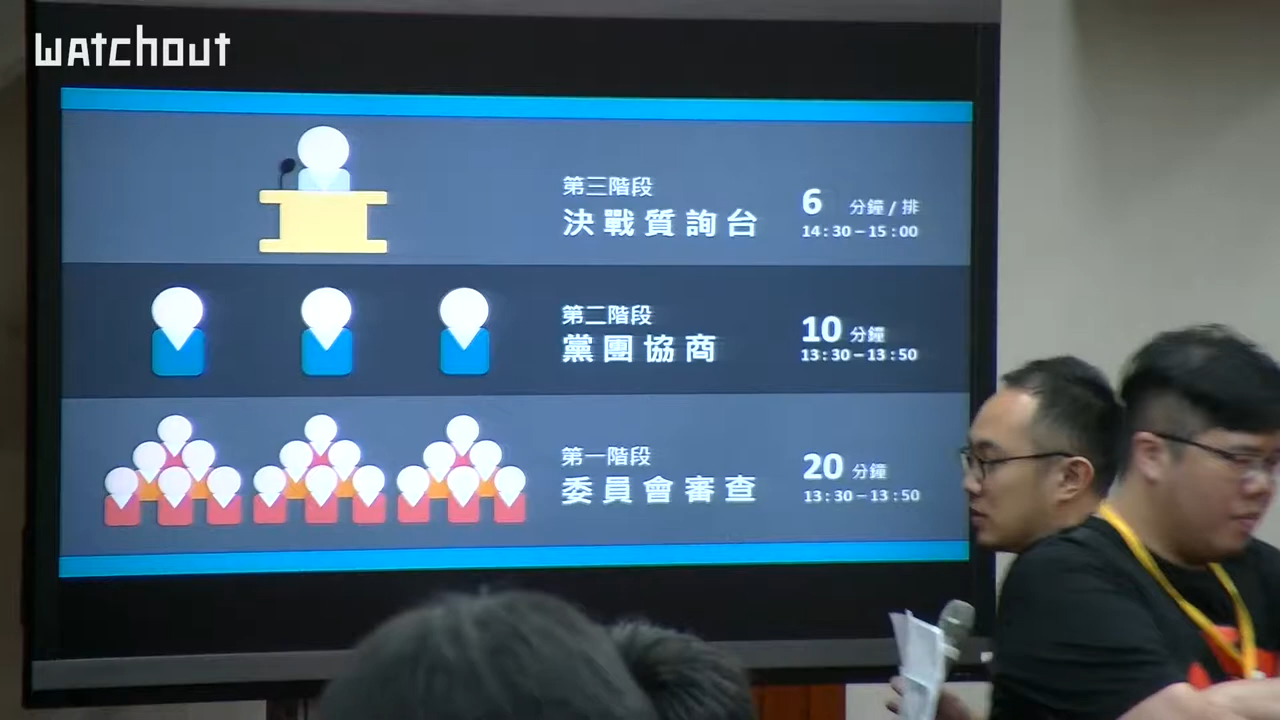 WATCHOUT
第三階段
決戰質詢台
6 分鐘 / 排
14:30－15:00
第二階段
黨團協商
10 分鐘
13:30－13:50
第一階段
委員會審查
20 分鐘
13:30－13:50